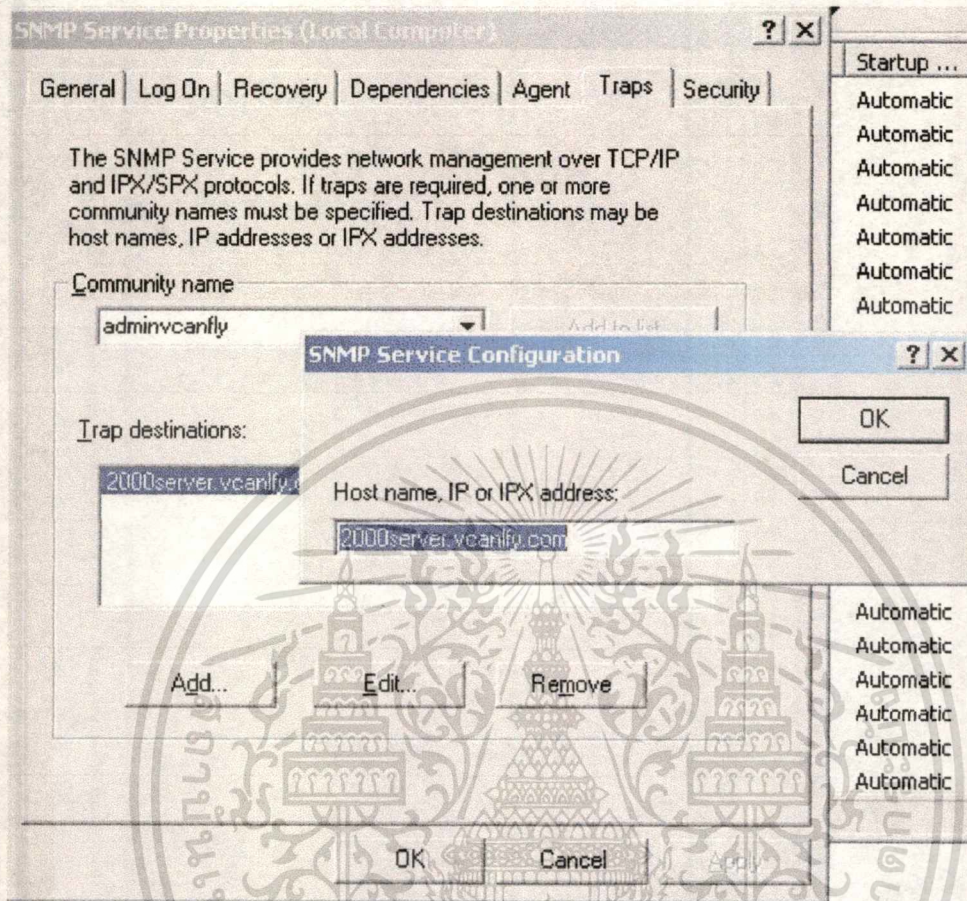 SNMP Service Properties (Local Computer)
General Log On Recovery Dependencies Agent Traps Security
The SNMP Service provides network management over TCP/IP
and IPX/SPX protocols. If traps are required, one or more
community names must be specified. Trap destinations may be
host names, IP addresses or IPX addresses.
Community name
adminvcanfly
Add to list
Trap destinations:
2000server.vcanlfy.c
Add...
Edit...
Remove
OK
Cancel
Apply
SNMP Service Configuration
OK
Cancel
Host name, IP or IPX address:
2000server.vcanlfy.com
Startup ...
Automatic
Automatic
Automatic
Automatic
Automatic
Automatic
Automatic
Automatic
Automatic
Automatic
Automatic
Automatic
Automatic